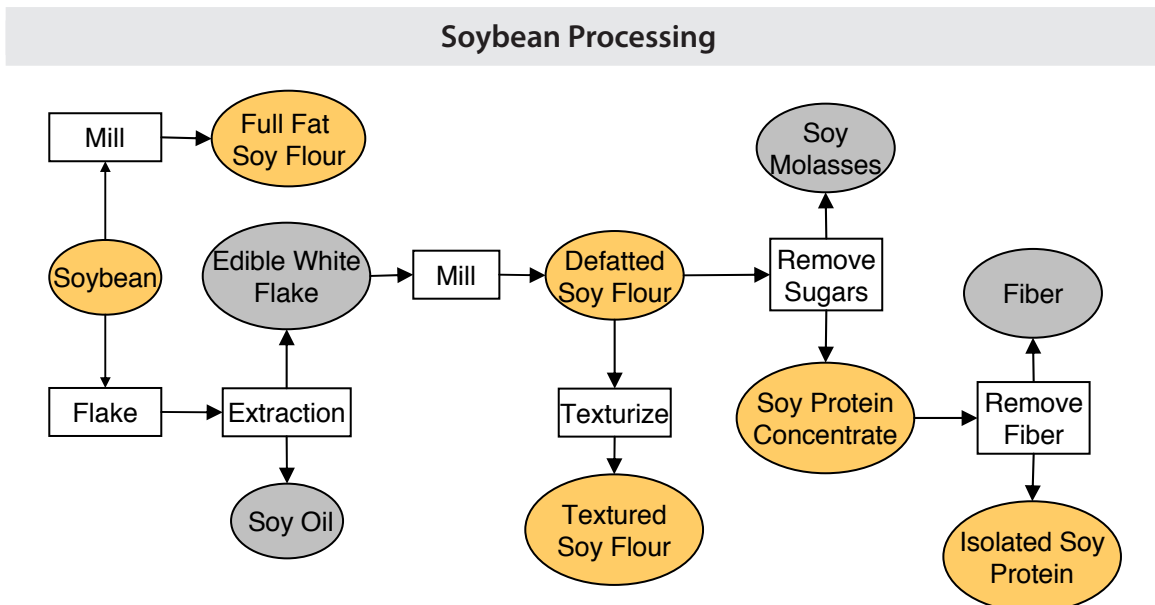 Soybean Processing
Mill
Full Fat
Soy Flour
Soybean
Flake
Extraction
Edible White
Flake
Soy Oil
Mill
Defatted
Soy Flour
Texturize
Textured
Soy Flour
Remove
Sugars
Soy
Molasses
Soy Protein
Concentrate
Remove
Fiber
Fiber
Isolated Soy
Protein